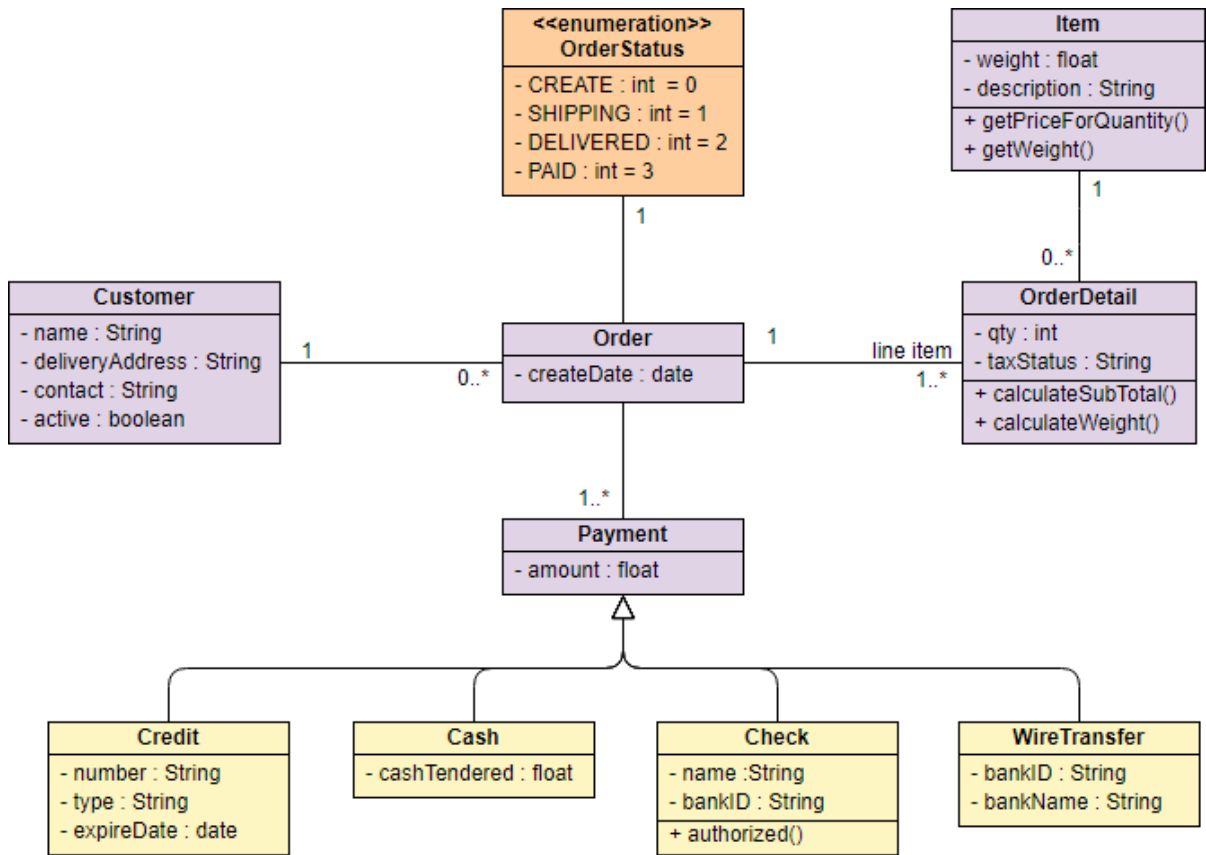 <<enumeration>>
OrderStatus
- CREATE : int  = 0
- SHIPPING : int = 1
- DELIVERED : int = 2
- PAID : int = 3
1
Item
- weight : float
- description : String
+ getPriceForQuantity()
+ getWeight()
1
0..*
Customer
- name : String
- deliveryAddress : String
- contact : String
- active : boolean
1
0..*
Order
- createDate : date
1
line item
1..*
OrderDetail
- qty : int
- taxStatus : String
+ calculateSubTotal()
+ calculateWeight()
1..*
Payment
- amount : float
Credit
- number : String
- type : String
- expireDate : date
Cash
- cashTendered : float
Check
- name :String
- bankID : String
+ authorized()
WireTransfer
- bankID : String
- bankName : String